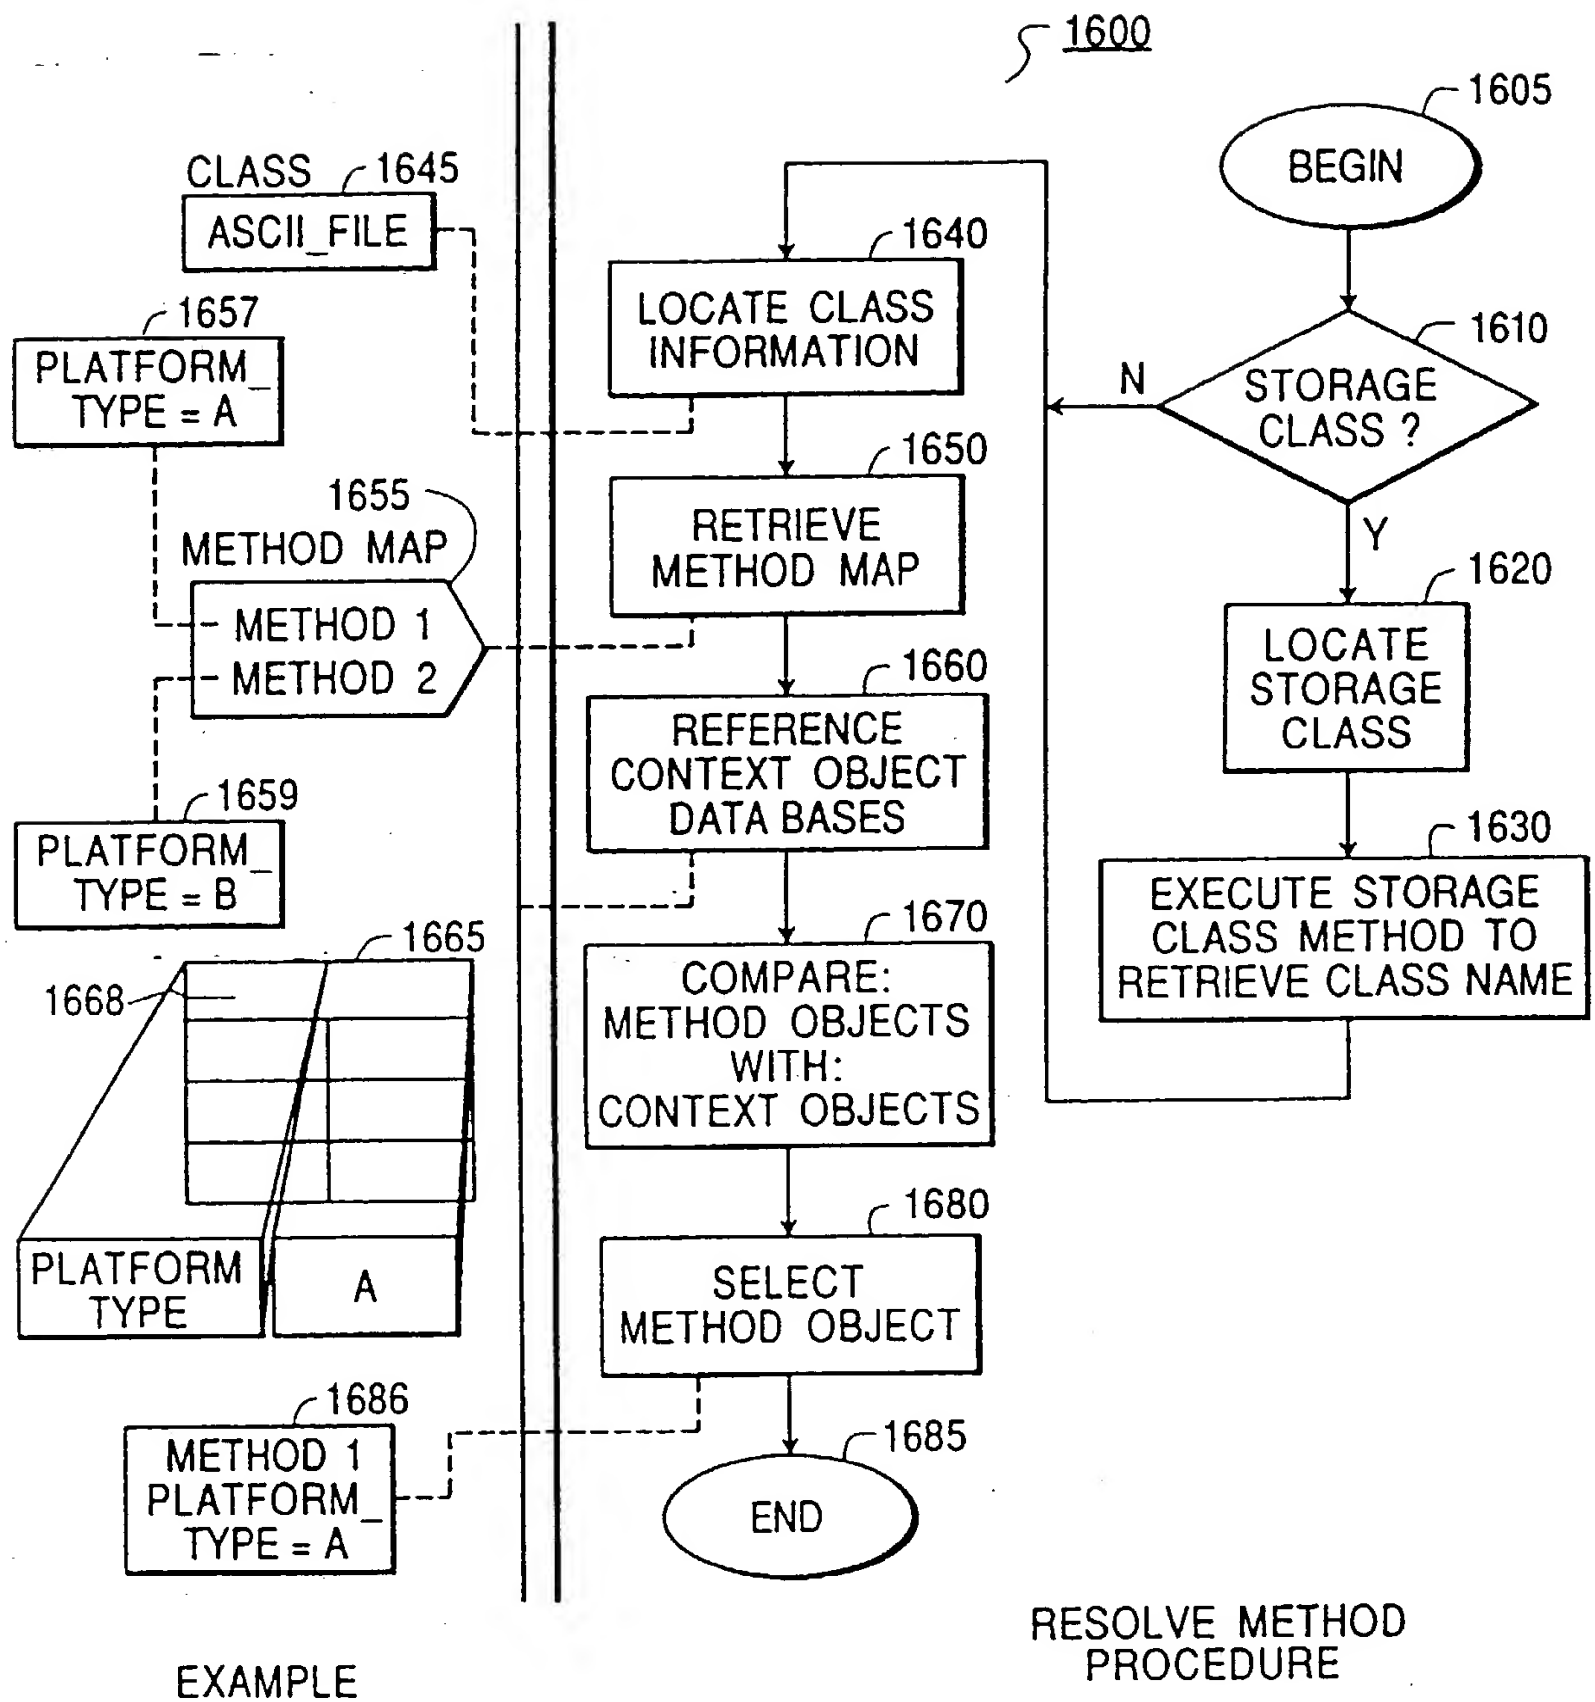 1600
1605
BEGIN
CLASS
1645
ASCII_FILE
1640
LOCATE CLASS
INFORMATION
1610
STORAGE
CLASS ?
N
Y
1657
PLATFORM_
TYPE = A
1655
METHOD MAP
METHOD 1
METHOD 2
1650
RETRIEVE
METHOD MAP
1620
LOCATE
STORAGE
CLASS
1659
PLATFORM_
TYPE = B
1660
REFERENCE
CONTEXT OBJECT
DATA BASES
1630
EXECUTE STORAGE
CLASS METHOD TO
RETRIEVE CLASS NAME
1665
1668
PLATFORM
TYPE
A
1670
COMPARE:
METHOD OBJECTS
WITH:
CONTEXT OBJECTS
1680
SELECT
METHOD OBJECT
1686
METHOD 1
PLATFORM_
TYPE = A
1685
END
RESOLVE METHOD
PROCEDURE
EXAMPLE